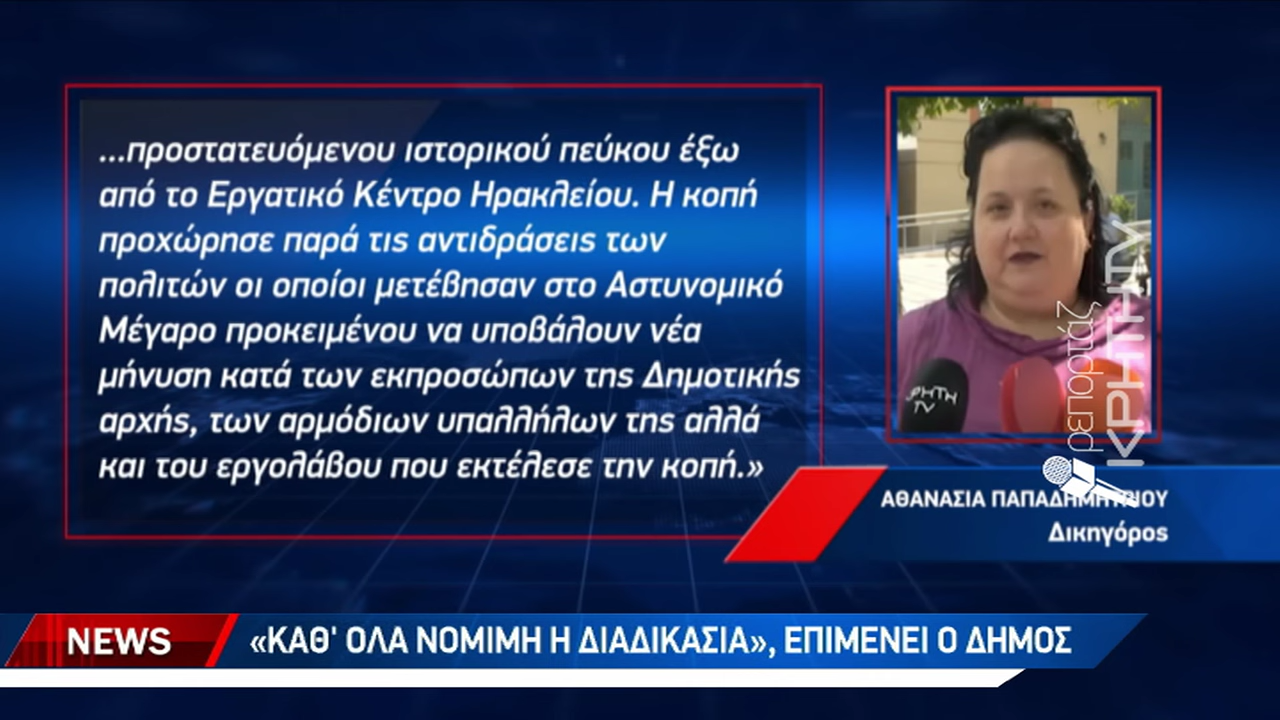 ...προστατευόμενου ιστορικού πεύκου έξω
από το Εργατικό Κέντρο Ηρακλείου. Η κοπή
προχώρησε παρά τις αντιδράσεις των
πολιτών οι οποίοι μετέβησαν στο Αστυνομικό
Μέγαρο προκειμένου να υποβάλουν νέα
μήνυση κατά των εκπροσώπων της Δημοτικής
αρχής, των αρμόδιων υπαλλήλων της αλλά
και του εργολάβου που εκτέλεσε την κοπή.»
ΚΡΗΤΗ
TV
ρεπορτάζ
ΚΡΗΤΗTV
ΑΘΑΝΑΣΙΑ ΠΑΠΑΔΗΜΗΤΡΙΟΥ
Δικηγόρος
NEWS
«ΚΑΘ' ΟΛΑ ΝΟΜΙΜΗ Η ΔΙΑΔΙΚΑΣΙΑ», ΕΠΙΜΕΝΕΙ Ο ΔΗΜΟΣ